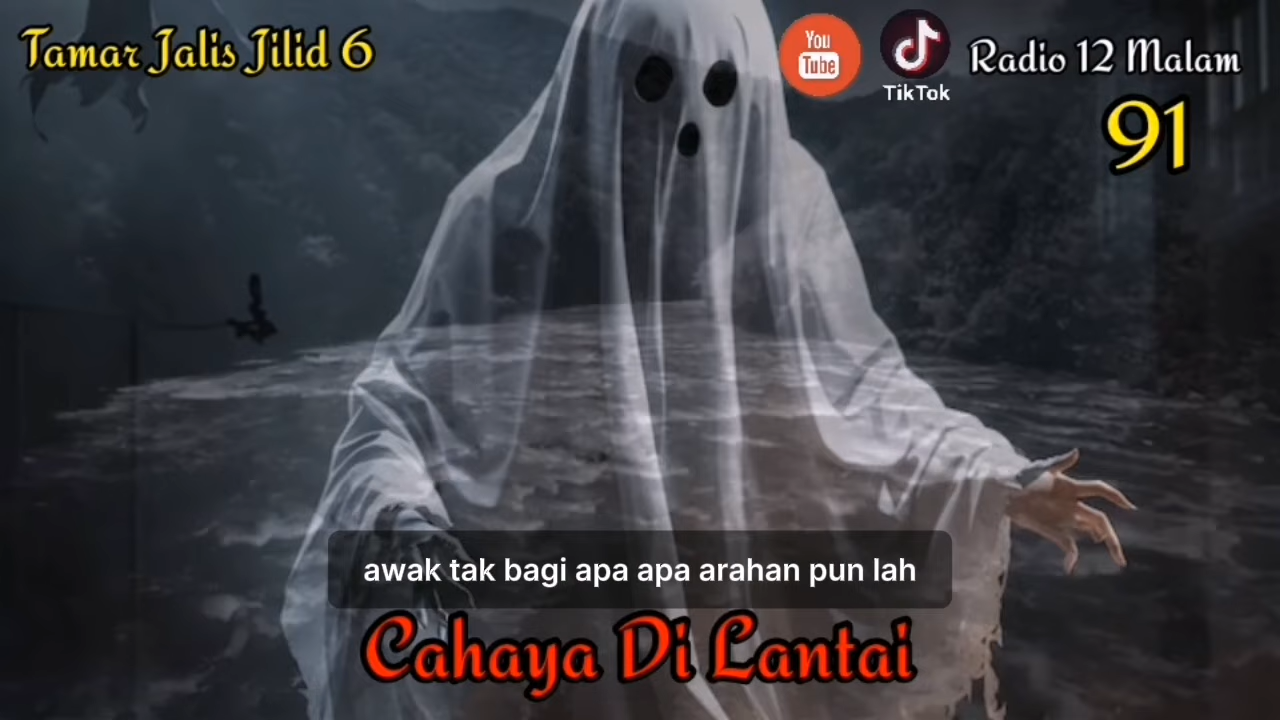 Tamar Jalis Jilid 6
You
Tube
TikTok
Radio 12 Malam
91
awak tak bagi apa apa arahan pun lah
Cahaya Di Lantai